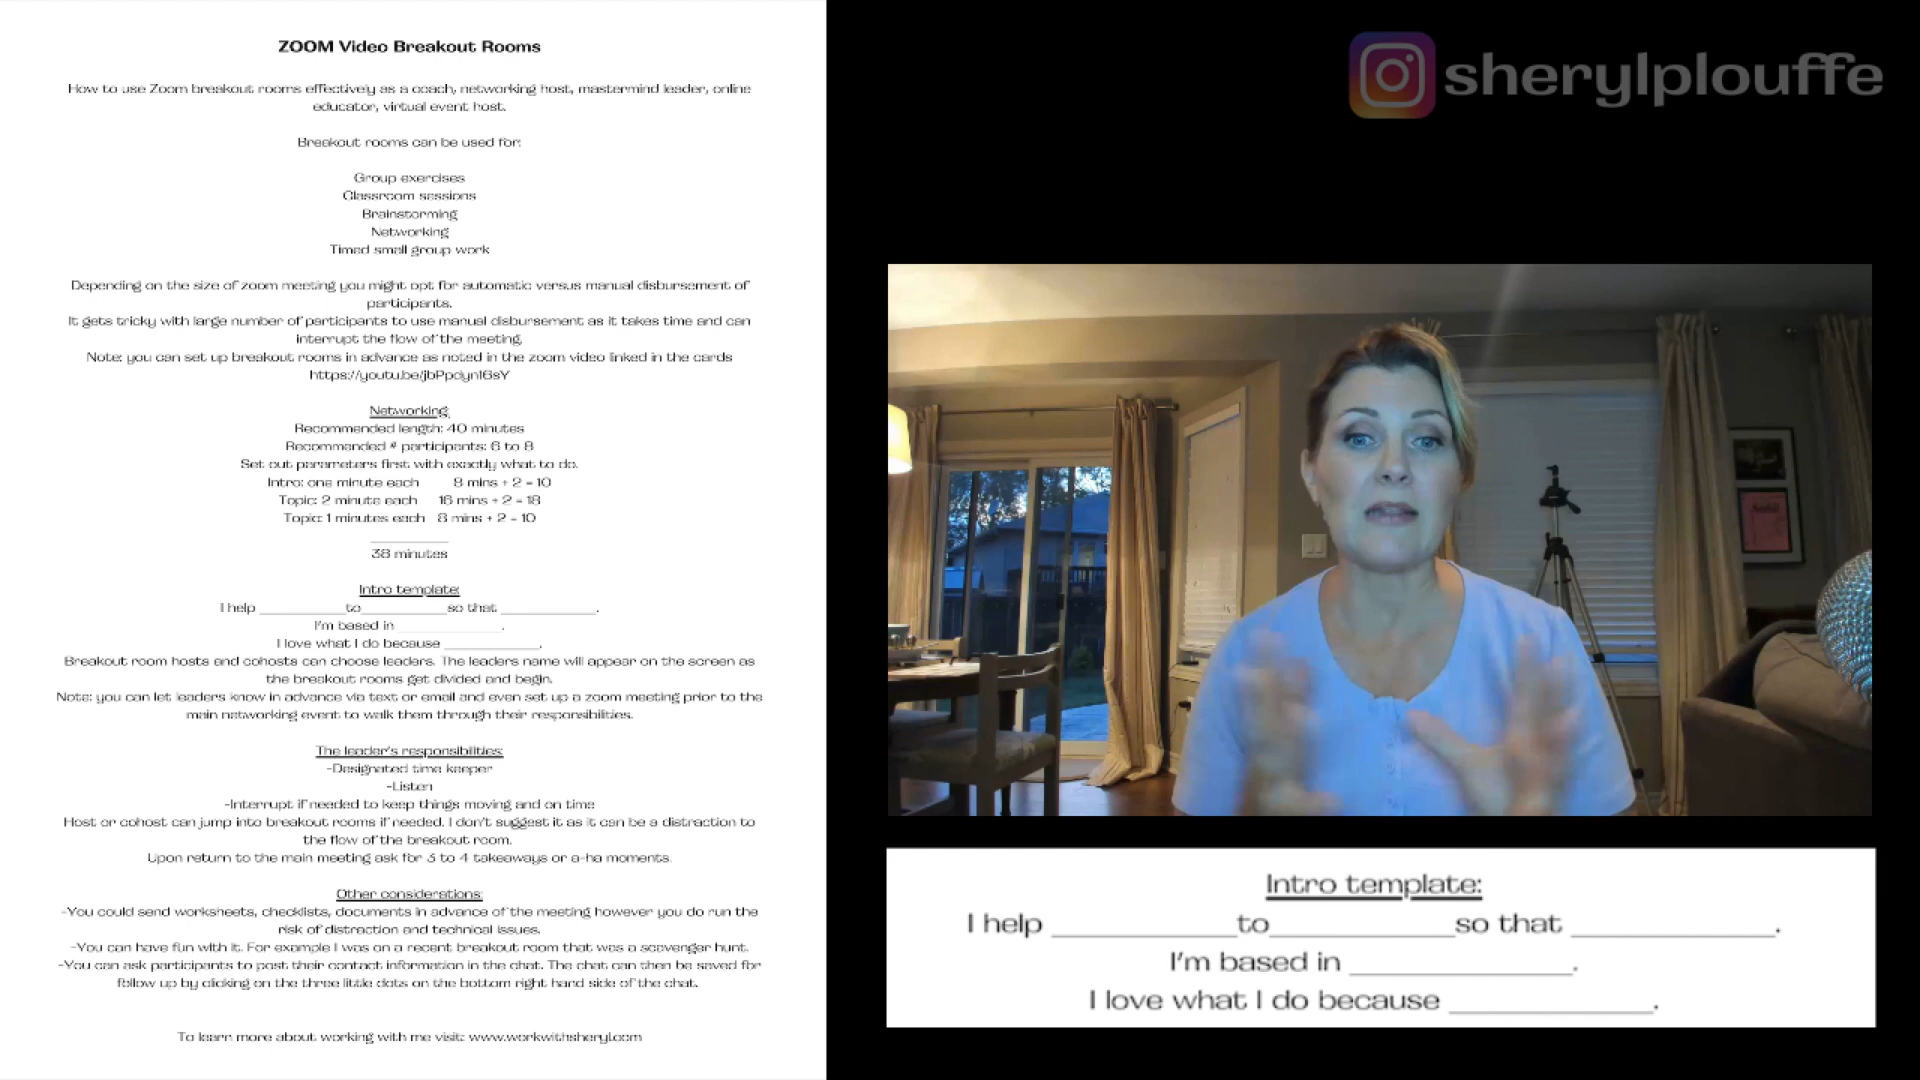 ZOOM Video Breakout Rooms
How to use Zoom breakout rooms effectively as a coach, networking host, mastermind leader, online
educator, virtual event host.
Breakout rooms can be used for:
Group exercises
Classroom sessions
Brainstorming
Networking
Timed small group work
Depending on the size of zoom meeting you might opt for automatic versus manual disbursement of
participants.
It gets tricky with large number of participants to use manual disbursement as it takes time and can
interrupt the flow of the meeting.
Note: you can set up breakout rooms in advance as noted in the zoom video linked in the cards
Networking:
Recommended length: 40 minutes
Recommended # participants: 6 to 8
Set out parameters first with exactly what to do.
Intro: one minute each 8 mins + 2 = 10
Topic: 2 minute each 16 mins + 2 = 18
Topic: 1 minutes each 8 mins + 2 = 10
38 minutes
Intro template:
I help ____________to____________so that _____________.
I'm based in _______________.
I love what I do because _____________.
Breakout room hosts and cohosts can choose leaders. The leaders name will appear on the screen as
the breakout rooms get divided and begin.
Note: you can let leaders know in advance via text or email and even set up a zoom meeting prior to the
main networking event to walk them through their responsibilities.
The leader's responsibilities:
-Designated time keeper
-Listen
-Interrupt if needed to keep things moving and on time
Host or cohost can jump into breakout rooms if needed. I don't suggest it as it can be a distraction to
the flow of the breakout room.
Upon return to the main meeting ask for 3 to 4 takeaways or a-ha moments.
Other considerations:
-You could send worksheets, checklists, documents in advance of the meeting however you do run the
risk of distraction and technical issues.
-You can have fun with it. For example I was on a recent breakout room that was a scavenger hunt.
-You can ask participants to post their contact information in the chat. The chat can then be saved for
follow up by clicking on the three little dots on the bottom right hand side of the chat.
To learn more about working with me visit: www.workwithsheryl.com
sherylplouffe
Intro template:
I help ____________to____________so that _____________.
I'm based in _______________.
I love what I do because _____________.